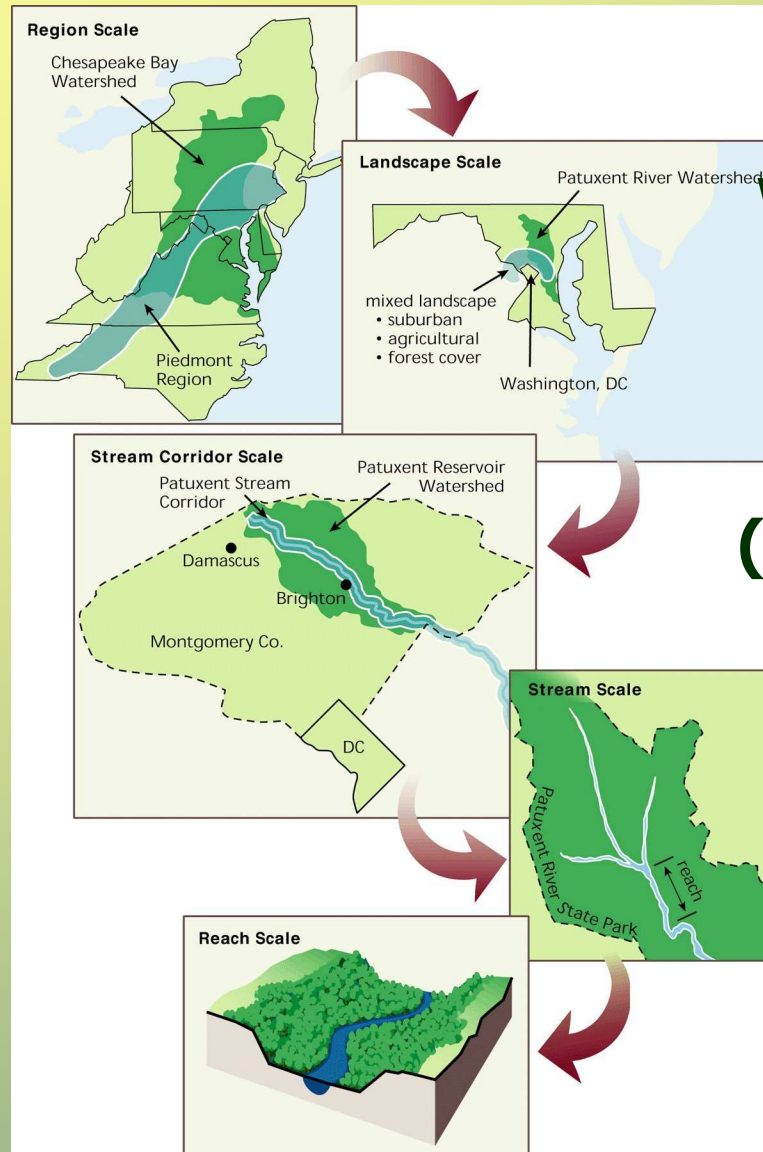 Region Scale
Chesapeake Bay
Watershed
Piedmont
Region
Landscape Scale
Patuxent River Watershed
mixed landscape
• suburban
• agricultural
• forest cover
Washington, DC
Stream Corridor Scale
Patuxent Stream
Corridor
Patuxent Reservoir
Watershed
Damascus
Brighton
Montgomery Co.
DC
Stream Scale
reach
Patuxent River State Park
Reach Scale
(